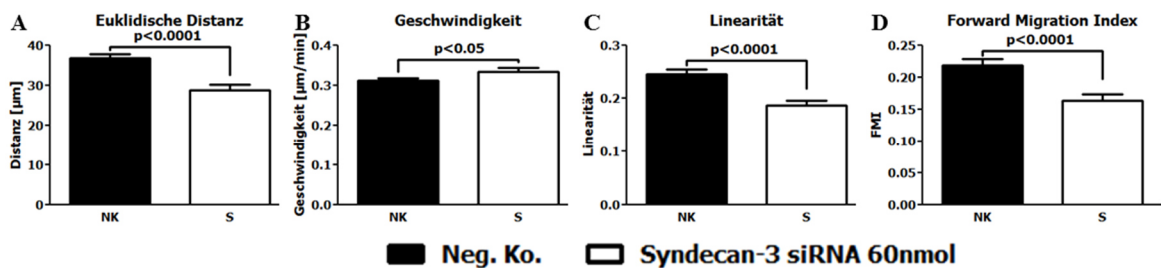 A
Euklidische Distanz
p<0.0001
Distanz [µm]
40
30
20
10
0
NK
S
B
Geschwindigkeit
p<0.05
Geschwindigkeit [µm/min]
0.4
0.3
0.2
0.1
0.0
NK
S
C
Linearität
p<0.0001
Linearität
0.3
0.2
0.1
0.0
NK
S
D
Forward Migration Index
p<0.0001
FMI
0.25
0.20
0.15
0.10
0.05
0.00
NK
S
Neg. Ko.
Syndecan-3 siRNA 60nmol